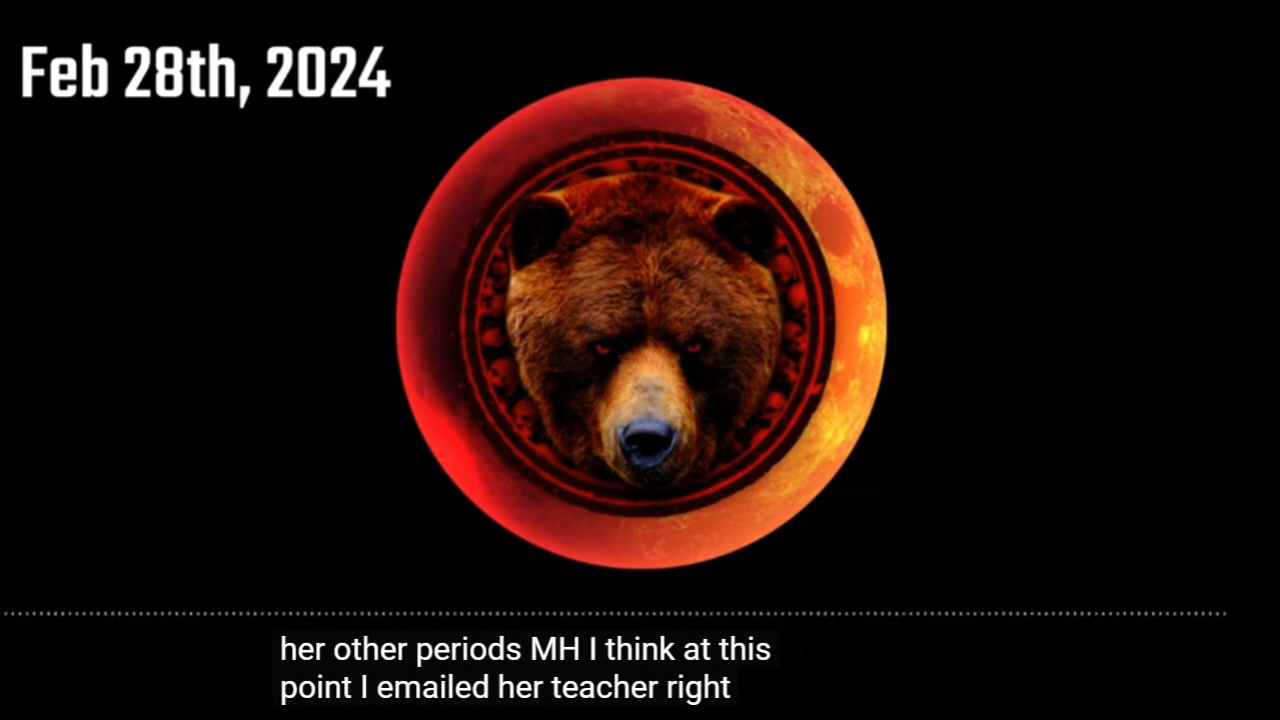 Feb 28th, 2024
her other periods MH I think at this
point I emailed her teacher right